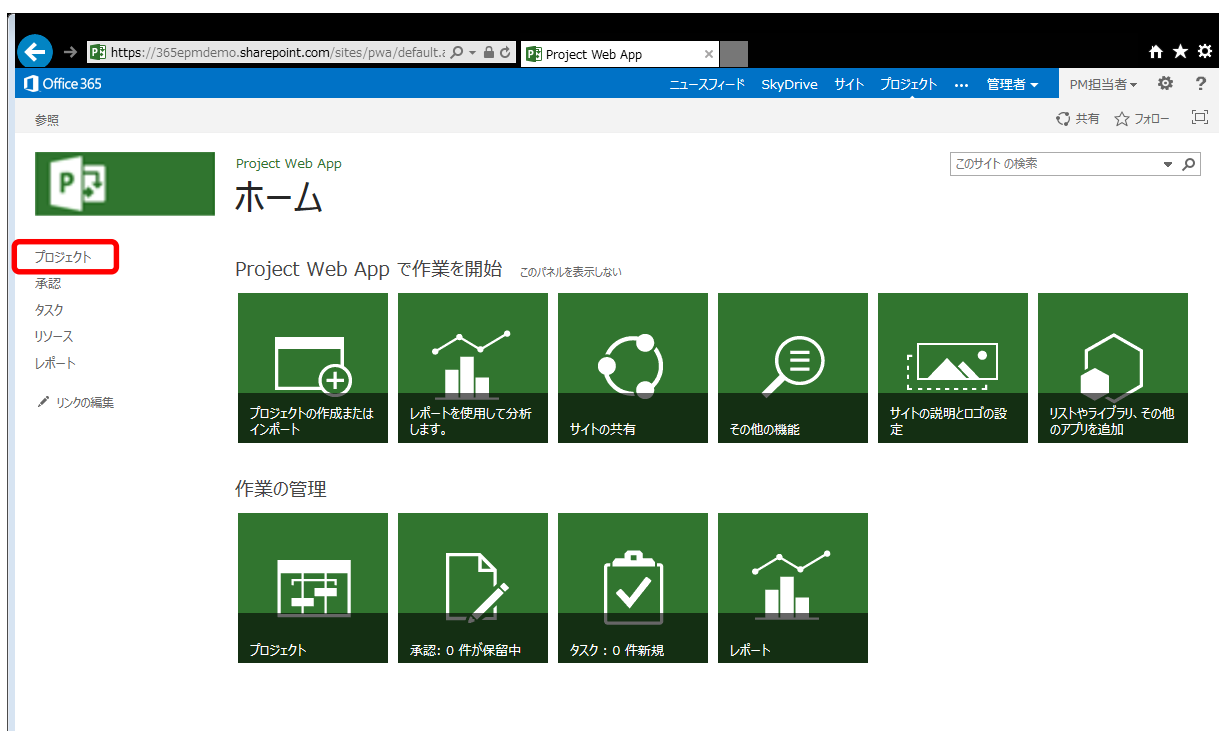 https://365epmdemo.sharepoint.com/sites/pwa/default.a
Project Web App
Office 365
ニュースフィード SkyDrive サイト プロジェクト ... 管理者 PM担当者 ?
参照
共有 フォロー
Project Web App
このサイト の検索
ホーム
プロジェクト
承認
タスク
リソース
レポート
リンクの編集
Project Web App で作業を開始 このパネルを表示しない
プロジェクトの作成または
インポート
レポートを使用して分析
します。
サイトの共有
その他の機能
サイトの説明とロゴの設
定
リストやライブラリ、その他
のアプリを追加
作業の管理
プロジェクト
承認: 0 件が保留中
タスク : 0 件新規
レポート